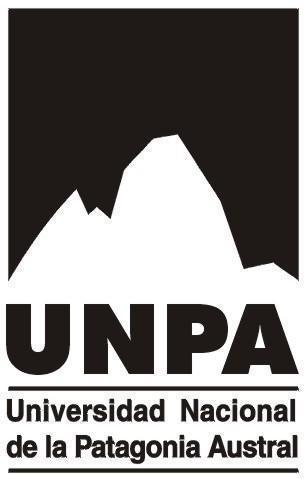 UNPA
Universidad Nacional
de la Patagonia Austral